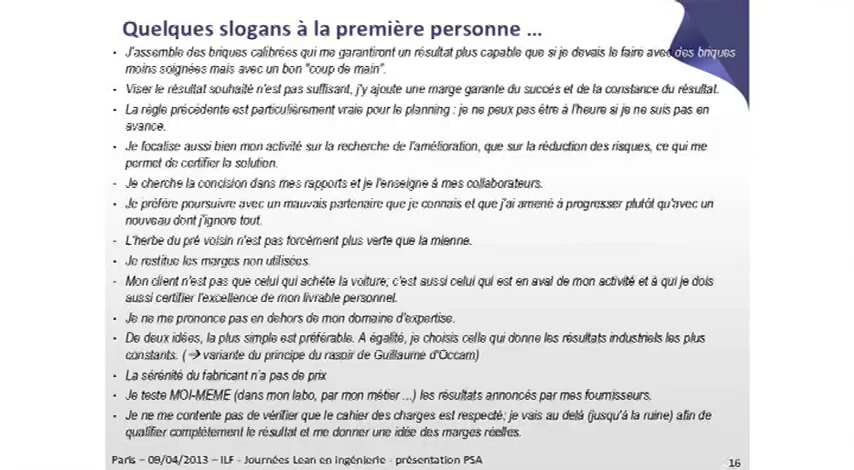 Quelques slogans à la première personne ...
• J'assemble des briques calibrées qui me garantiront un résultat plus capable que si je devais le faire avec des briques
moins soignées mais avec un bon "coup de main".
• Viser le résultat souhaité n'est pas suffisant, j'y ajoute une marge garante du succés et de la constance du résultat.
• La règle précédente est particulièrement vraie pour le planning : je ne peux pas être à l'heure si je ne suis pas en
avance.
• Je focalise aussi bien mon activité sur la recherche de l'amélioration, que sur la réduction des risques, ce qui me
permet de certifier la solution.
- Je cherche la concision dans mes rapports et je l'enseigne à mes collaborateurs.
• Je préfère poursuivre avec un mauvais partenaire que je connais et que j'ai amené à progresser plutôt qu'avec un
nouveau dont j'ignore tout.
- L'herbe du pré voisin n'est pas forcément plus verte que la mienne.
• Je restitue les marges non utilisées.
- Mon client n'est pas que celui qui achète la voiture; c'est aussi celui qui est en aval de mon activité et à qui je dois
aussi certifier l'excellence de mon livrable personnel.
• Je ne me prononce pas en dehors de mon domaine d'expertise.
• De deux idées, la plus simple est préférable. A égalité, je choisis celle qui donne les résultats industriels les plus
constants. (→ variante du principe du rasoir de Guillaume d'Occam)
• La sérénité du fabricant n'a pas de prix
• Je teste MOI-MEME (dans mon labo, par mon métier ...) les résultats annoncés par mes fournisseurs.
• Je ne me contente pas de vérifier que le cahier des charges est respecté; je vais au delà (jusqu'à la ruine) afin de
qualifier complètement le résultat et me donner une idée des marges réelles.
Paris – 09/04/2013 – ILF - Journées Lean en ingénierie - présentation PSA
16